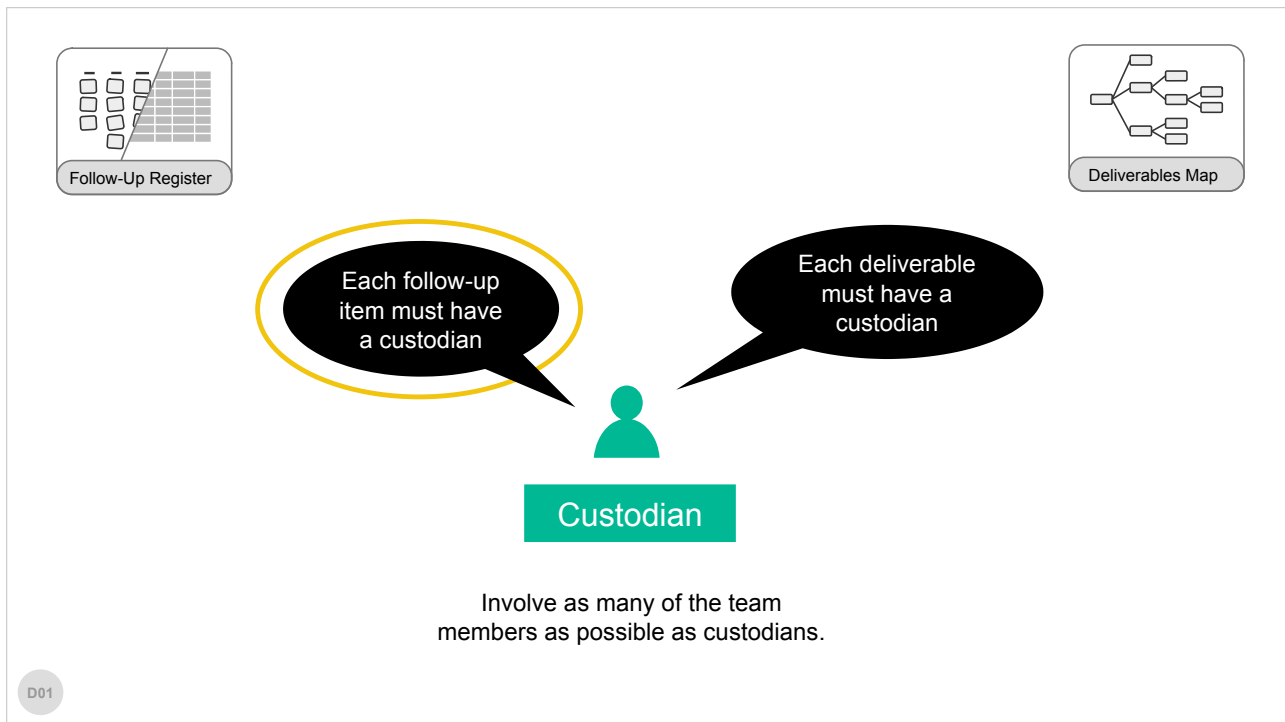 Follow-Up Register
Deliverables Map
Each follow-up
item must have
a custodian
Each deliverable
must have a
custodian
Custodian
Involve as many of the team
members as possible as custodians.
D01